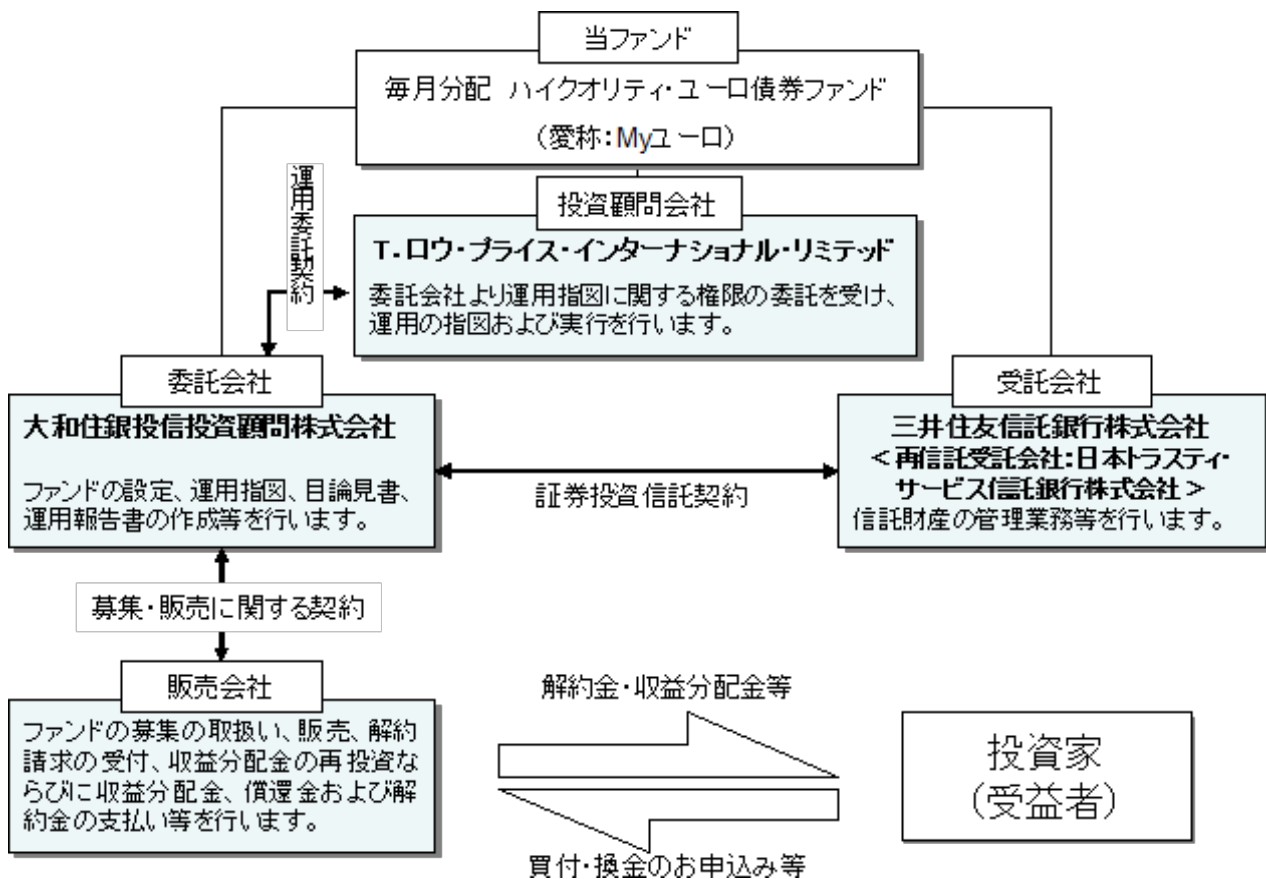 当ファンド
毎月分配 ハイクオリティ・ユーロ債券ファンド
(愛称:Myユーロ)
運用委託契約
投資顧問会社
T.ロウ・プライス・インターナショナル・リミテッド
委託会社より運用指図に関する権限の委託を受け、
運用の指図および実行を行います。
委託会社
大和住銀投信投資顧問株式会社
ファンドの設定、運用指図、目論見書、
運用報告書の作成等を行います。
証券投資信託契約
受託会社
三井住友信託銀行株式会社
<再信託受託会社:日本トラスティ・
サービス信託銀行株式会社>
信託財産の管理業務等を行います。
募集・販売に関する契約
販売会社
ファンドの募集の取扱い、販売、解約
請求の受付、収益分配金の再投資な
らびに収益分配金、償還金および解
約金の支払い等を行います。
解約金・収益分配金等
買付・換金のお申込み等
投資家
(受益者)